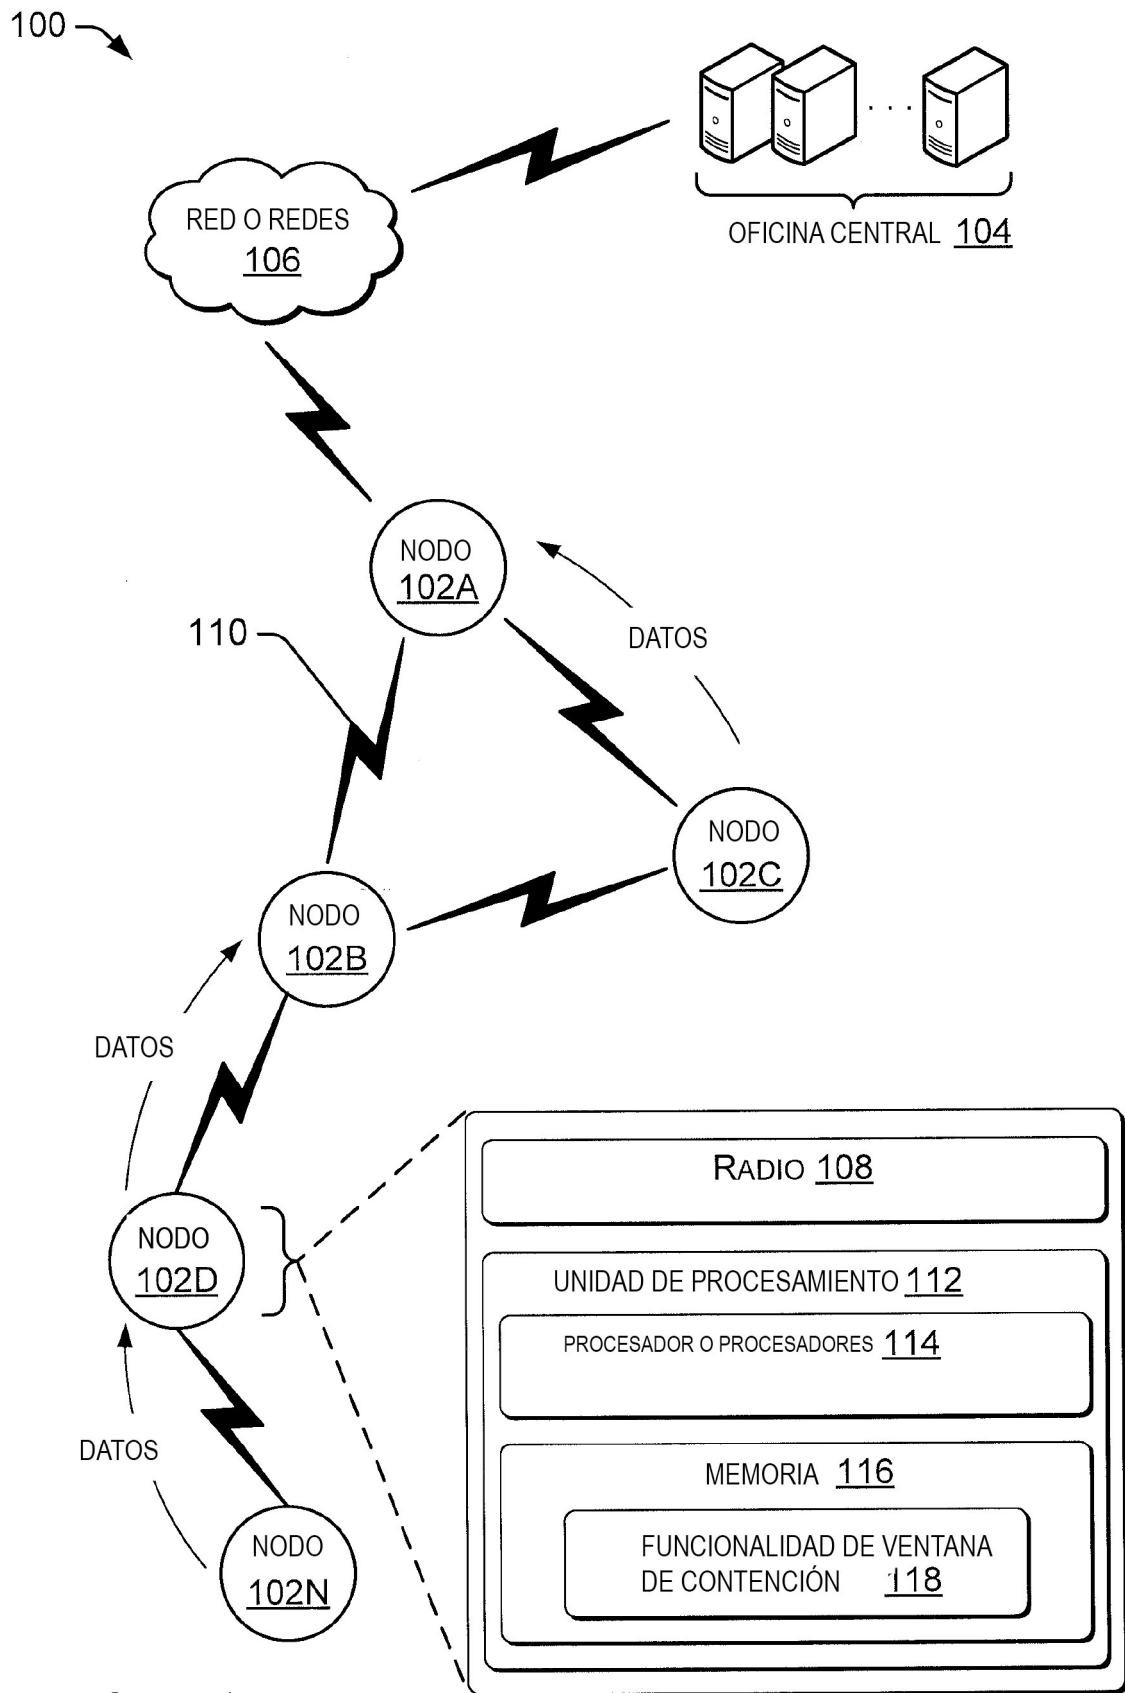 100
RED O REDES
106
OFICINA CENTRAL 104
NODO
102A
110
DATOS
NODO
102C
NODO
102B
DATOS
RADIO 108
NODO
102D
UNIDAD DE PROCESAMIENTO 112
PROCESADOR O PROCESADORES 114
DATOS
MEMORIA 116
NODO
102N
FUNCIONALIDAD DE VENTANA
DE CONTENCIÓN 118